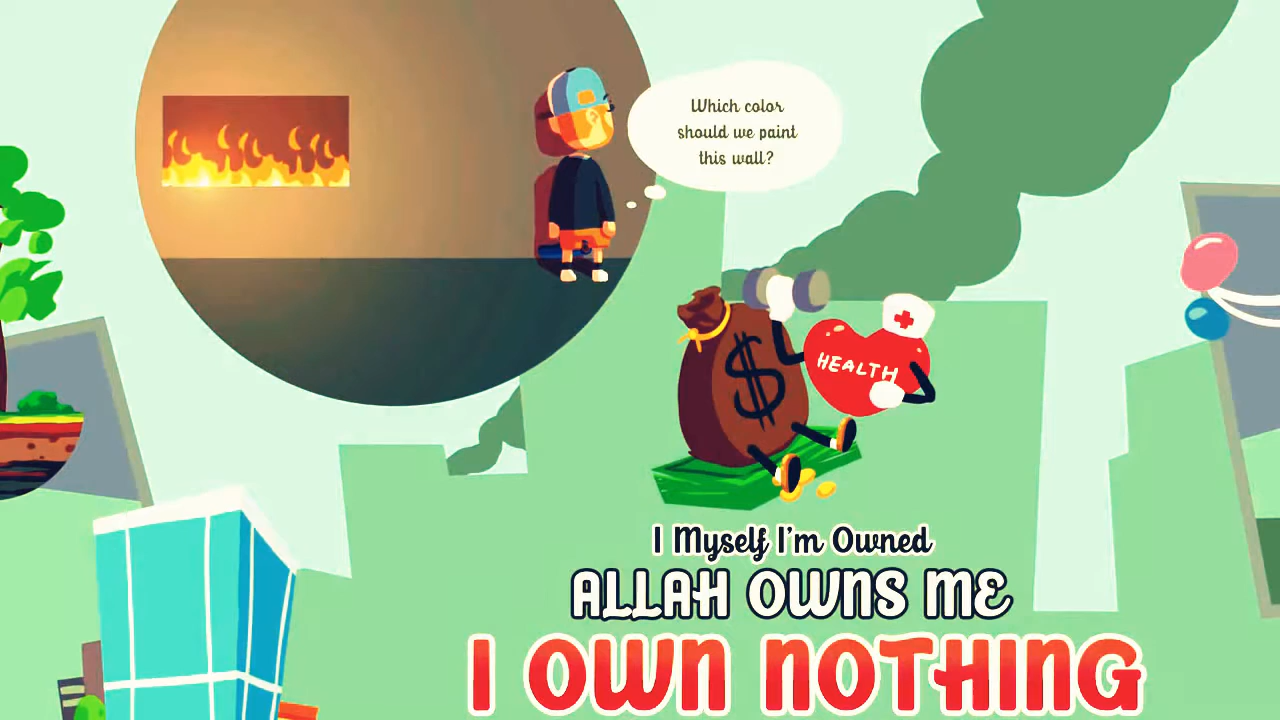 Which color
should we paint
this wall?
$
HEALTH
I Myself I'm Owned
ALLAH OWNS ME
I OWN NOTHING